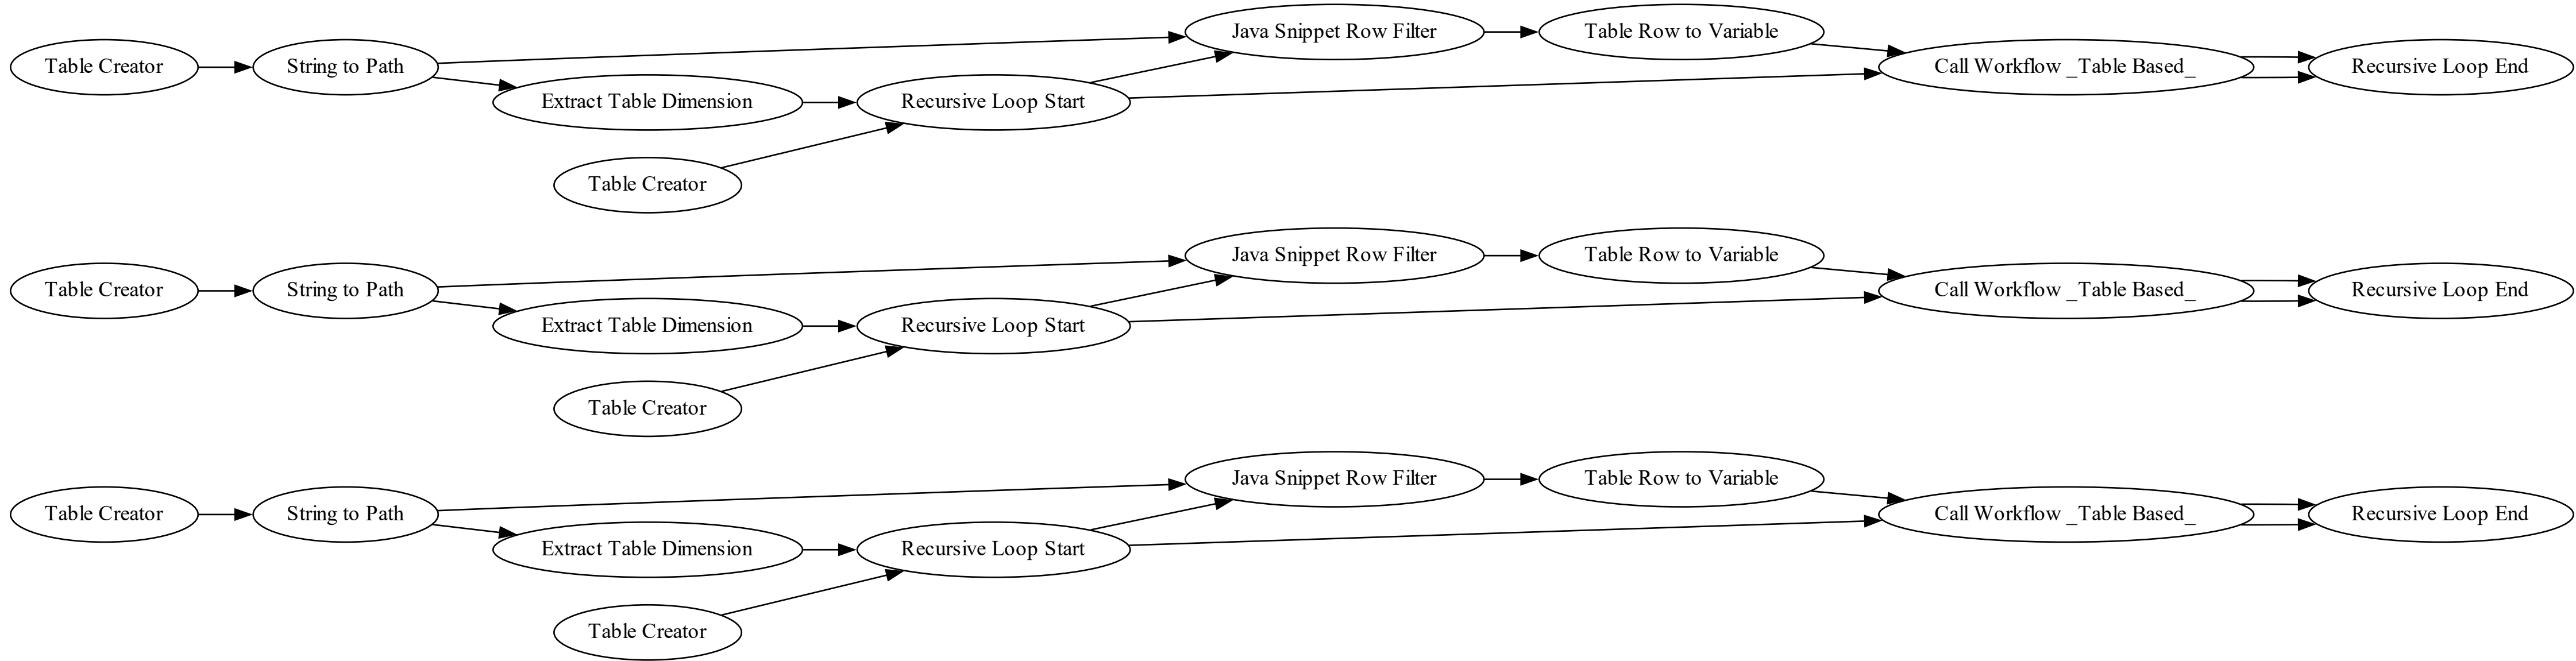 Java Snippet Row Filter
Table Row to Variable
Table Creator
String to Path
Call Workflow _Table Based_
Recursive Loop End
Extract Table Dimension
Recursive Loop Start
Table Creator
Java Snippet Row Filter
Table Row to Variable
Table Creator
String to Path
Call Workflow _Table Based_
Recursive Loop End
Extract Table Dimension
Recursive Loop Start
Table Creator
Java Snippet Row Filter
Table Row to Variable
Table Creator
String to Path
Call Workflow _Table Based_
Recursive Loop End
Extract Table Dimension
Recursive Loop Start
Table Creator